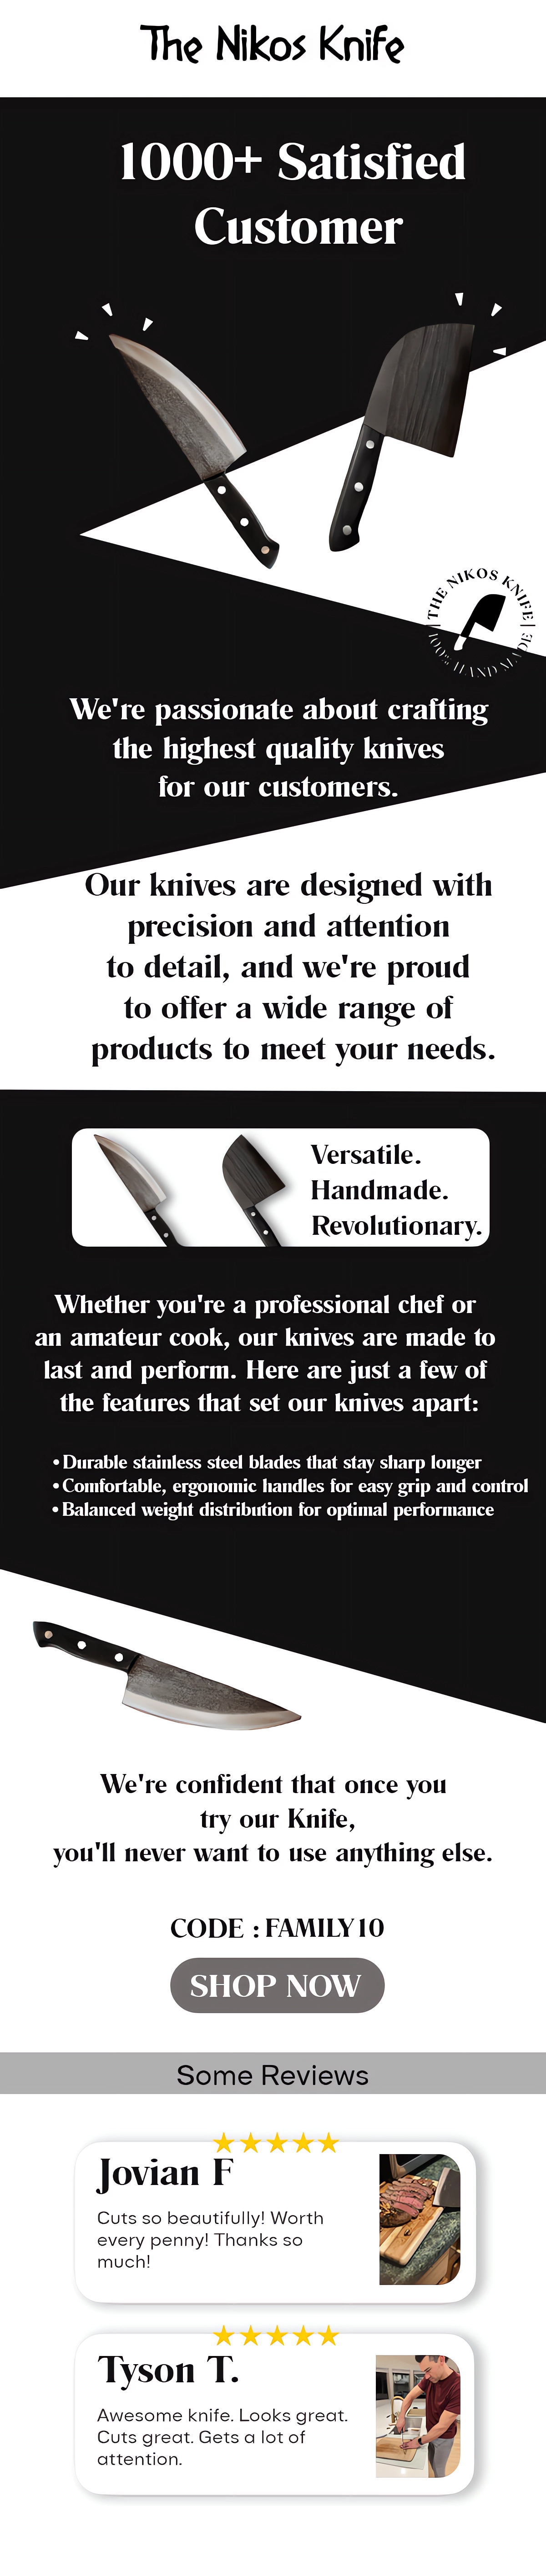 The Nikos Knife
1000+ Satisfied
Customer
THE NIKOS KNIFE
100% HAND MADE
We're passionate about crafting
the highest quality knives
for our customers.
Our knives are designed with
precision and attention
to detail, and we're proud
to offer a wide range of
products to meet your needs.
Versatile.
Handmade.
Revolutionary.
Whether you're a professional chef or
an amateur cook, our knives are made to
last and perform. Here are just a few of
the features that set our knives apart:
• Durable stainless steel blades that stay sharp longer
• Comfortable, ergonomic handles for easy grip and control
• Balanced weight distribution for optimal performance
We're confident that once you
try our Knife,
you'll never want to use anything else.
CODE : FAMILY10
SHOP NOW
Some Reviews
Jovian F
Cuts so beautifully! Worth
every penny! Thanks so
much!
Tyson T.
Awesome knife. Looks great.
Cuts great. Gets a lot of
attention.